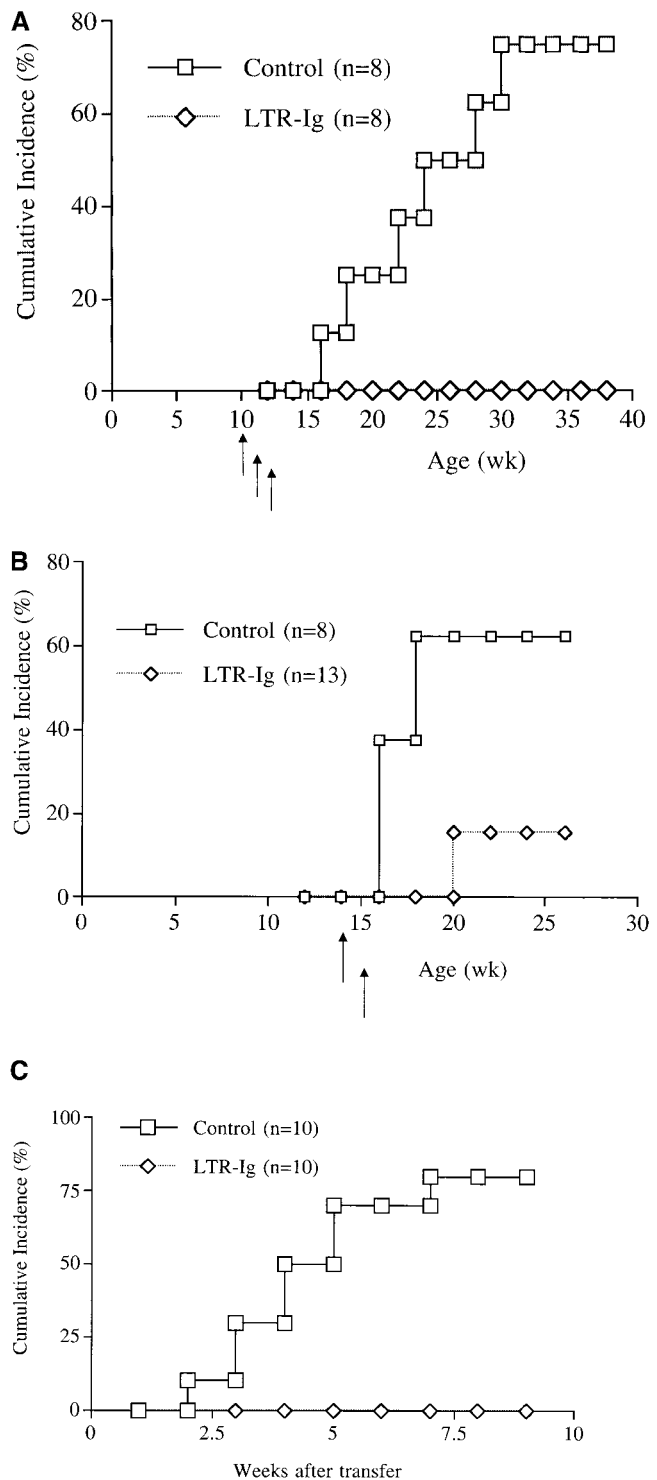 A
Cumulative Incidence (%)
80
60
40
20
0
Control (n=8)
LTR-Ig (n=8)
0 5 10 15 20 25 30 35 40
Age (wk)
B
Cumulative Incidence (%)
80
60
40
20
0
Control (n=8)
LTR-Ig (n=13)
0 5 10 15 20 25 30
Age (wk)
C
Cumulative Incidence (%)
100
75
50
25
0
Control (n=10)
LTR-Ig (n=10)
0 2.5 5 7.5 10
Weeks after transfer